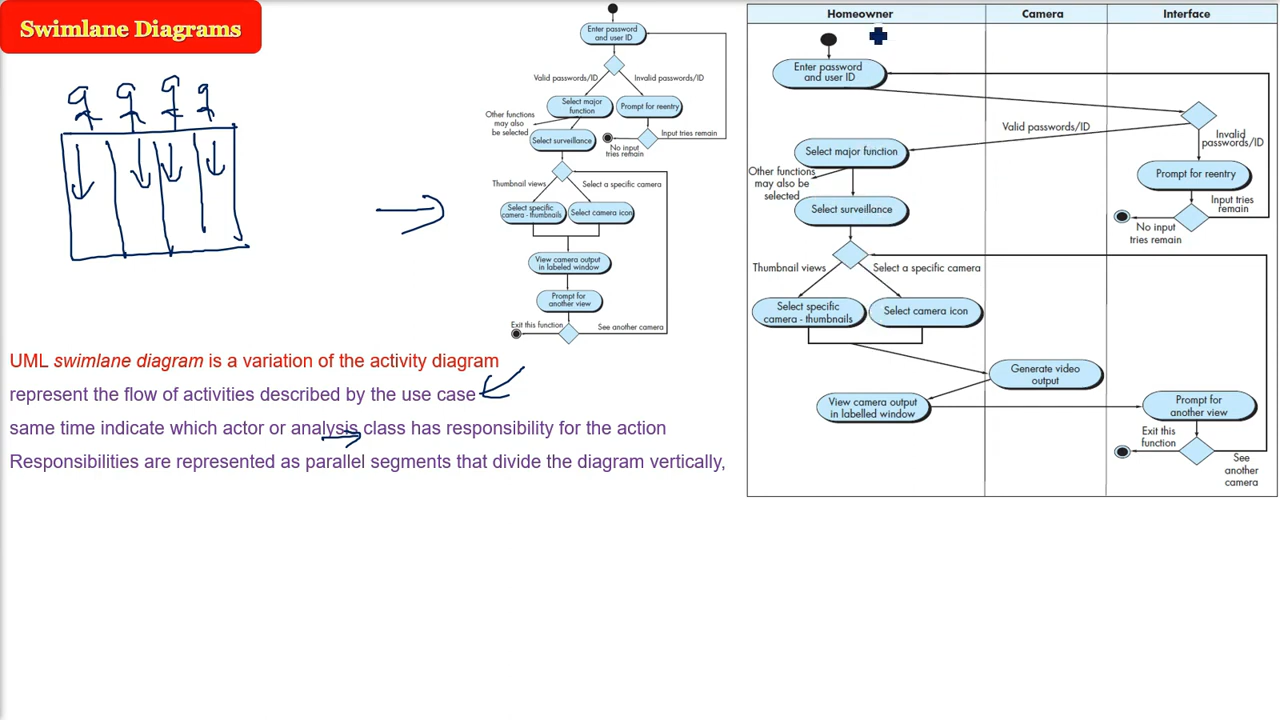 Swimlane Diagrams
Enter password
and user ID
Valid passwords/ID
Invalid passwords/ID
Select major
function
Prompt for reentry
Other functions
may also
be selected
Input tries remain
Select surveillance
No input
tries remain
Thumbnail views
Select a specific camera
Select specific
camera - thumbnails
Select camera icon
View camera output
in labeled window
Prompt for
another view
Exit this function
See another camera
UML swimlane diagram is a variation of the activity diagram
represent the flow of activities described by the use case
same time indicate which actor or analysis class has responsibility for the action
Responsibilities are represented as parallel segments that divide the diagram vertically,
Homeowner
Camera
Interface
Enter password
and user ID
Valid passwords/ID
Invalid
passwords/ID
Select major function
Other functions
may also be
selected
Prompt for reentry
Select surveillance
Input tries
remain
No input
tries remain
Thumbnail views
Select a specific camera
Select specific
camera - thumbnails
Select camera icon
Generate video
output
View camera output
in labelled window
Prompt for
another view
Exit this
function
See
another
camera